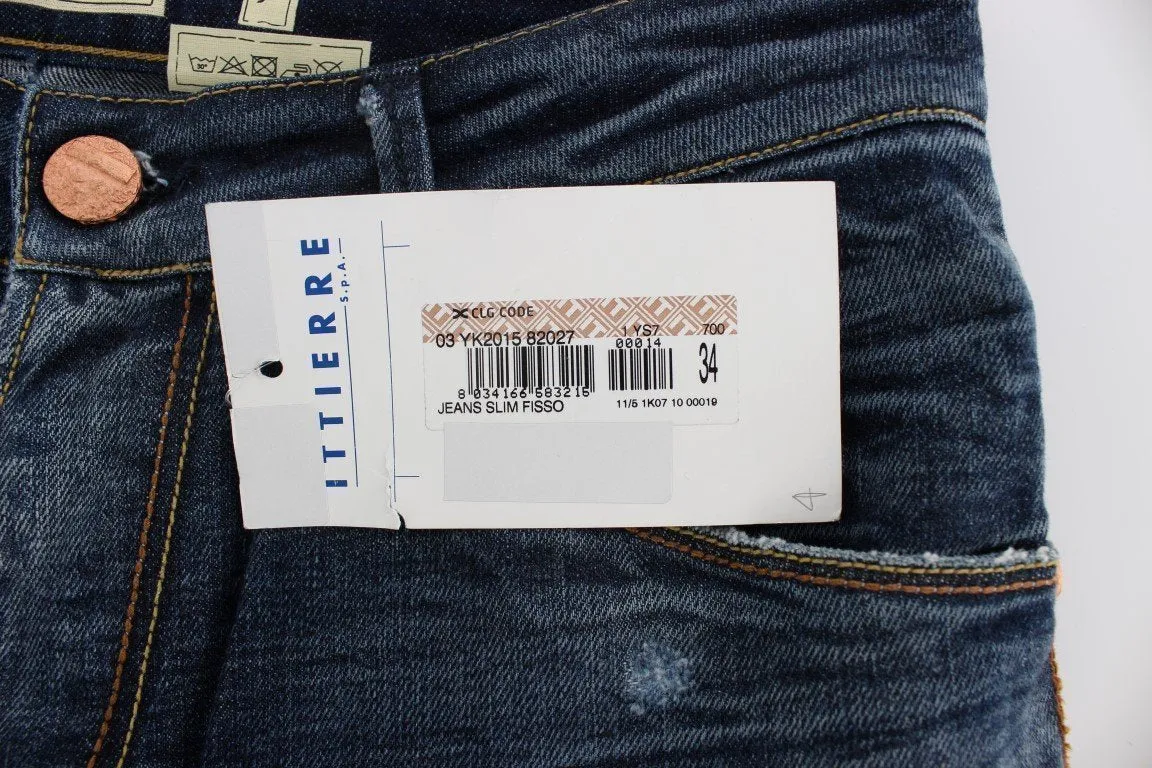 30°
ITTIERRE
S.P.A.
CLG CODE
03 YK2015 82027 1 YS7 700
00014
34
8 034166 583215
JEANS SLIM FISSO 11/5 1K07 10 00019